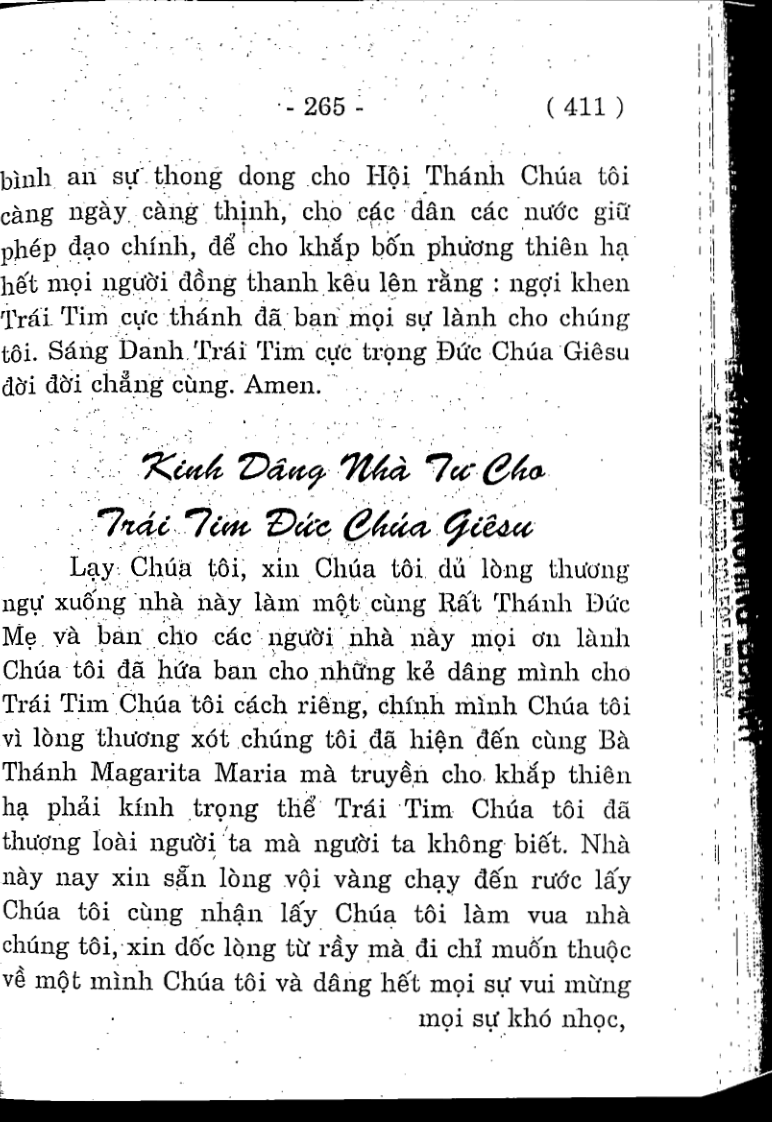 - 265 - ( 411 )
bình an sự thong dong cho Hội Thánh Chúa tôi
càng ngày càng thịnh, cho các dân các nước giữ
phép đạo chính, để cho khắp bốn phương thiên hạ
hết mọi người đồng thanh kêu lên rằng : ngợi khen
Trái Tim cực thánh đã ban mọi sự lành cho chúng
tôi. Sáng Danh Trái Tim cực trọng Đức Chúa Giêsu
đời đời chẳng cùng. Amen.
Kinh Dâng Nhà Tư Cho
Trái Tim Đức Chúa Giêsu
Lạy Chúa tôi, xin Chúa tôi dủ lòng thương
ngự xuống nhà này làm một cùng Rất Thánh Đức
Mẹ và ban cho các người nhà này mọi ơn lành
Chúa tôi đã hứa ban cho những kẻ dâng mình cho
Trái Tim Chúa tôi cách riêng, chính mình Chúa tôi
vì lòng thương xót chúng tôi đã hiện đến cùng Bà
Thánh Magarita Maria mà truyền cho khắp thiên
hạ phải kính trọng thể Trái Tim Chúa tôi đã
thương loài người ta mà người ta không biết. Nhà
này nay xin sẵn lòng vội vàng chạy đến rước lấy
Chúa tôi cùng nhận lấy Chúa tôi làm vua nhà
chúng tôi, xin dốc lòng từ rầy mà đi chỉ muốn thuộc
về một mình Chúa tôi và dâng hết mọi sự vui mừng
mọi sự khó nhọc,